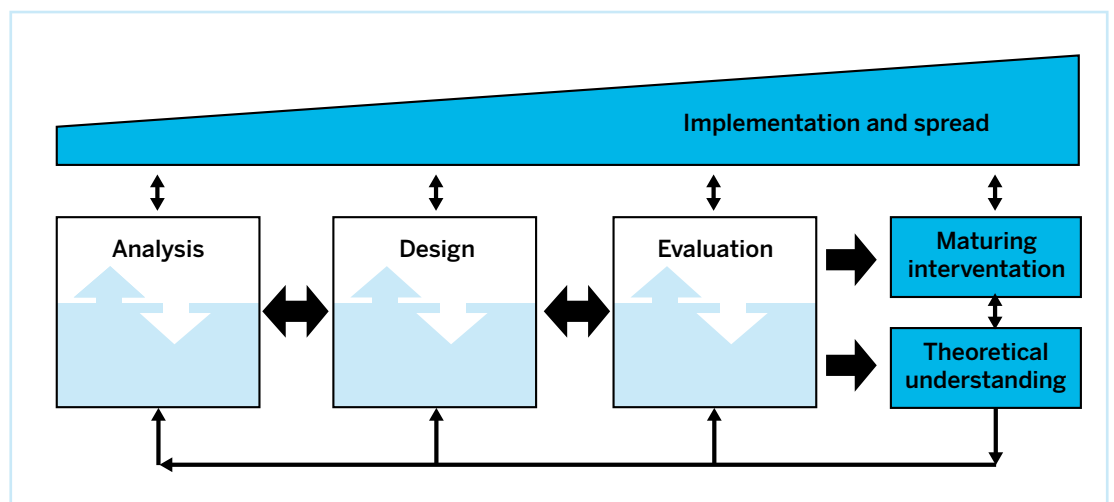 Implementation and spread
Analysis
Design
Evaluation
Maturing
interventation
Theoretical
understanding